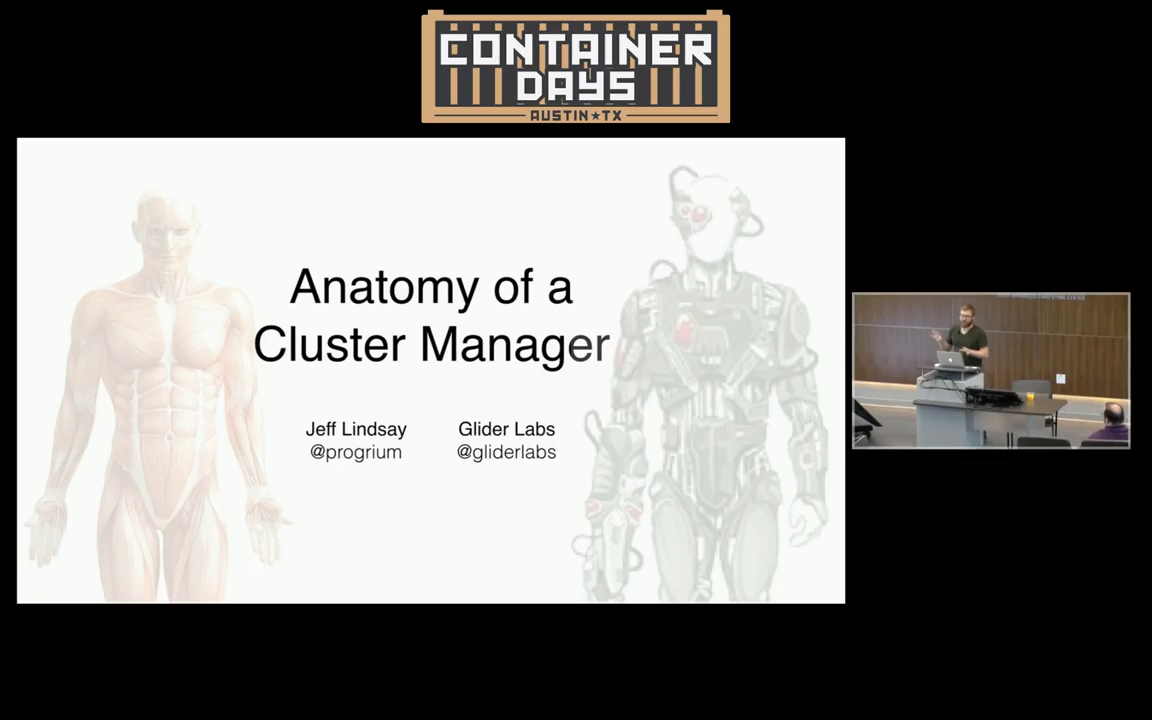 CONTAINER
DAYS
AUSTIN★TX
Anatomy of a
Cluster Manager
Jeff Lindsay
@progrium
Glider Labs
@gliderlabs